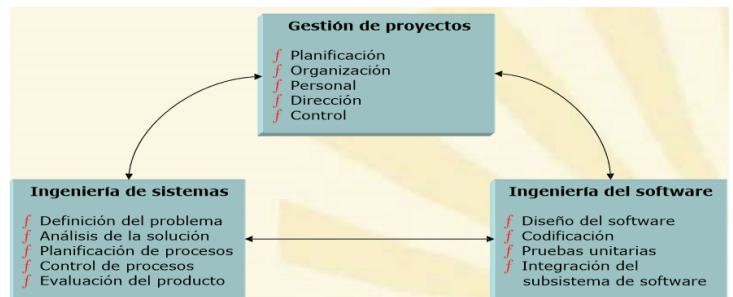 Gestión de proyectos
ƒ Planificación
ƒ Organización
ƒ Personal
ƒ Dirección
ƒ Control
Ingeniería de sistemas
ƒ Definición del problema
ƒ Análisis de la solución
ƒ Planificación de procesos
ƒ Control de procesos
ƒ Evaluación del producto
Ingeniería del software
ƒ Diseño del software
ƒ Codificación
ƒ Pruebas unitarias
ƒ Integración del
subsistema de software